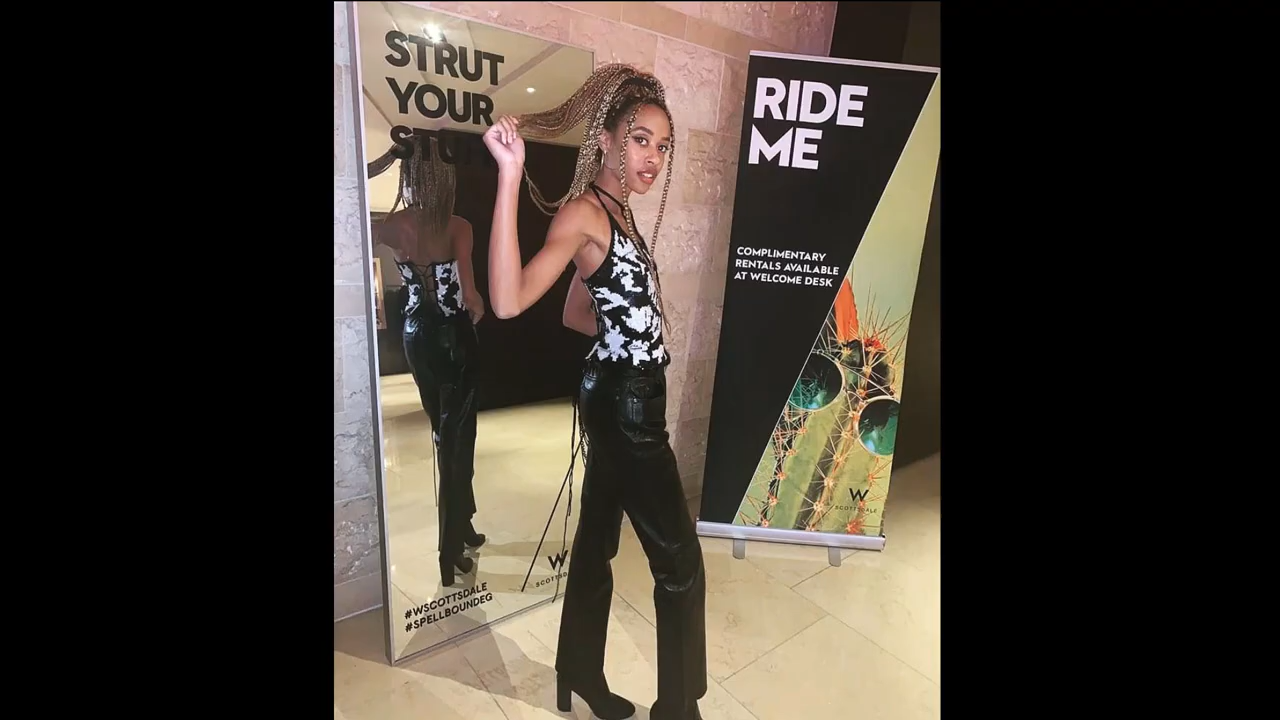 STRUT
YOUR
#WSCOTTSDALE
#SPELLBOUNDEG
W
RIDE
ME
COMPLIMENTARY
RENTALS AVAILABLE
AT WELCOME DESK
W
SCOTTSDALE